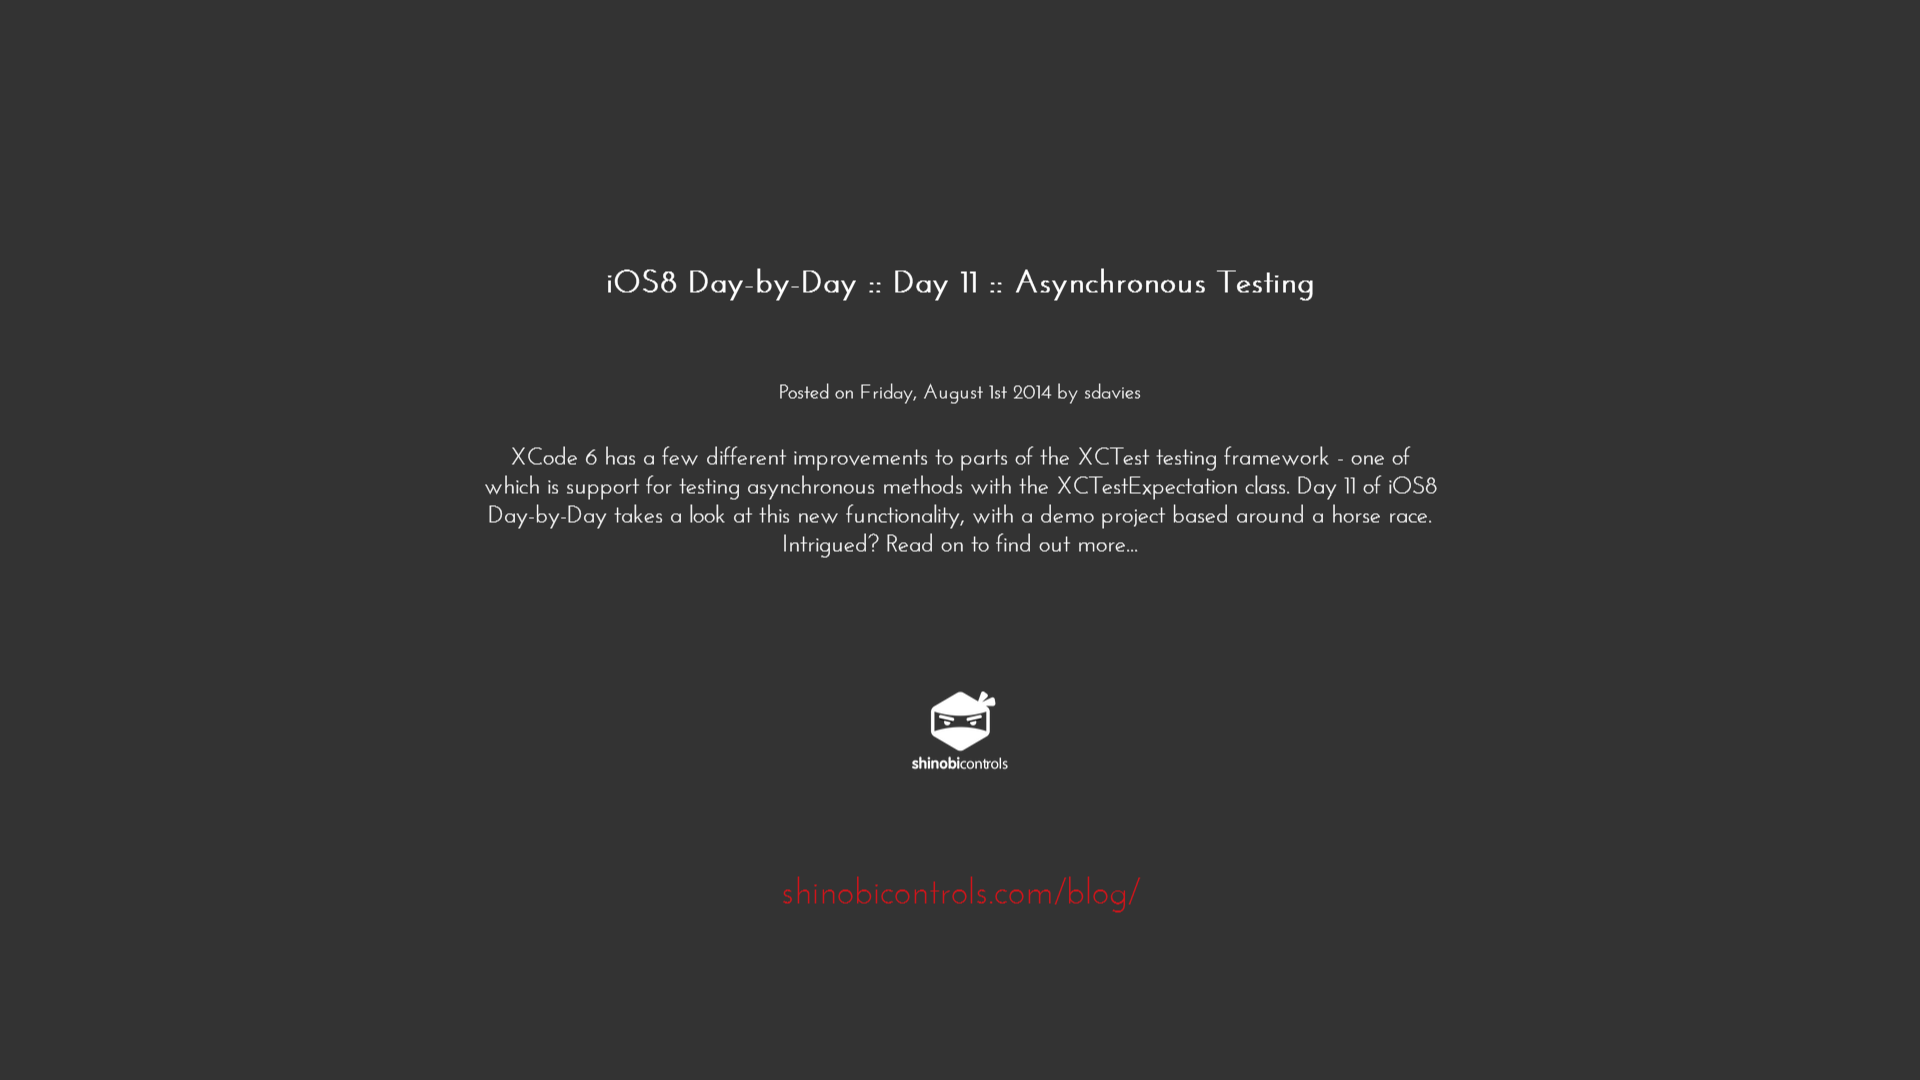 iOS8 Day-by-Day :: Day 11 :: Asynchronous Testing
Posted on Friday, August 1st 2014 by sdavies
XCode 6 has a few different improvements to parts of the XCTest testing framework - one of
which is support for testing asynchronous methods with the XCTestExpectation class. Day 11 of iOS8
Day-by-Day takes a look at this new functionality, with a demo project based around a horse race.
Intrigued? Read on to find out more...
shinobicontrols
shinobicontrols.com/blog/